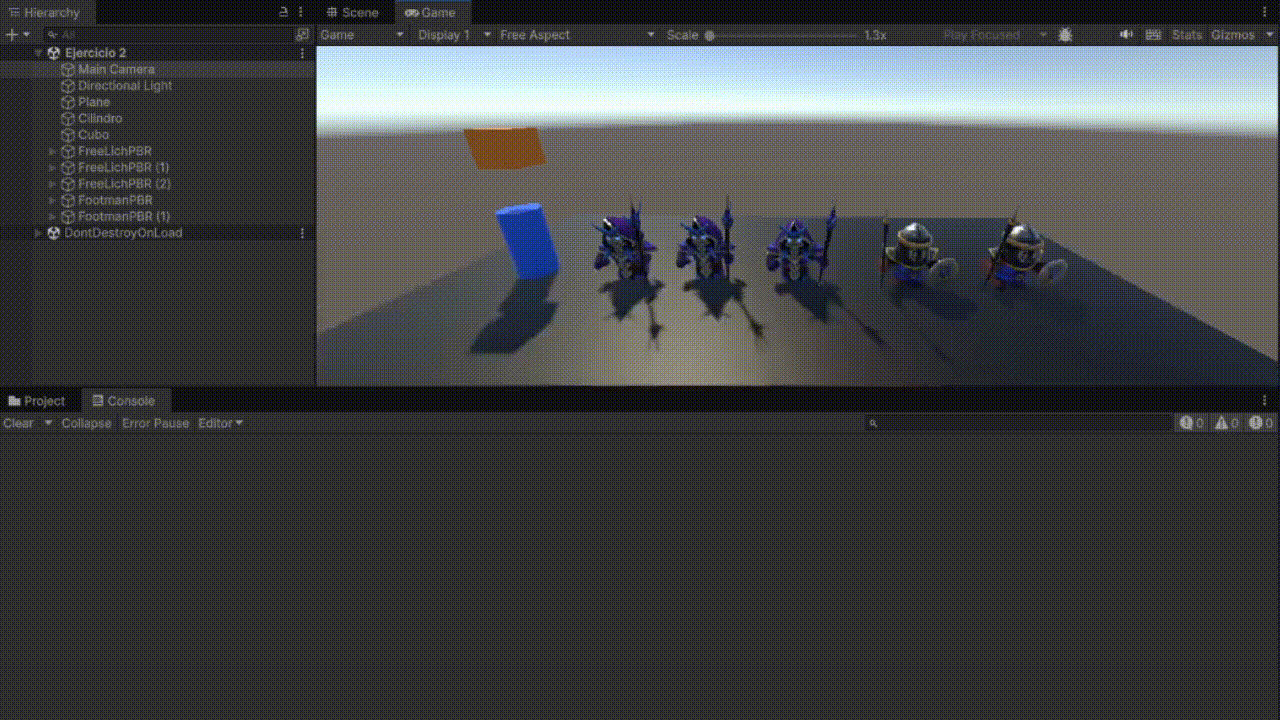 Hierarchy
All
Ejercicio 2
Main Camera
Directional Light
Plane
Cilindro
Cubo
FreeLichPBR
FreeLichPBR (1)
FreeLichPBR (2)
FootmanPBR
FootmanPBR (1)
DontDestroyOnLoad
Scene Game
Game Display 1 Free Aspect Scale 1.3x Play Focused Stats Gizmos
Project Console
Clear Collapse Error Pause Editor 0 0 0